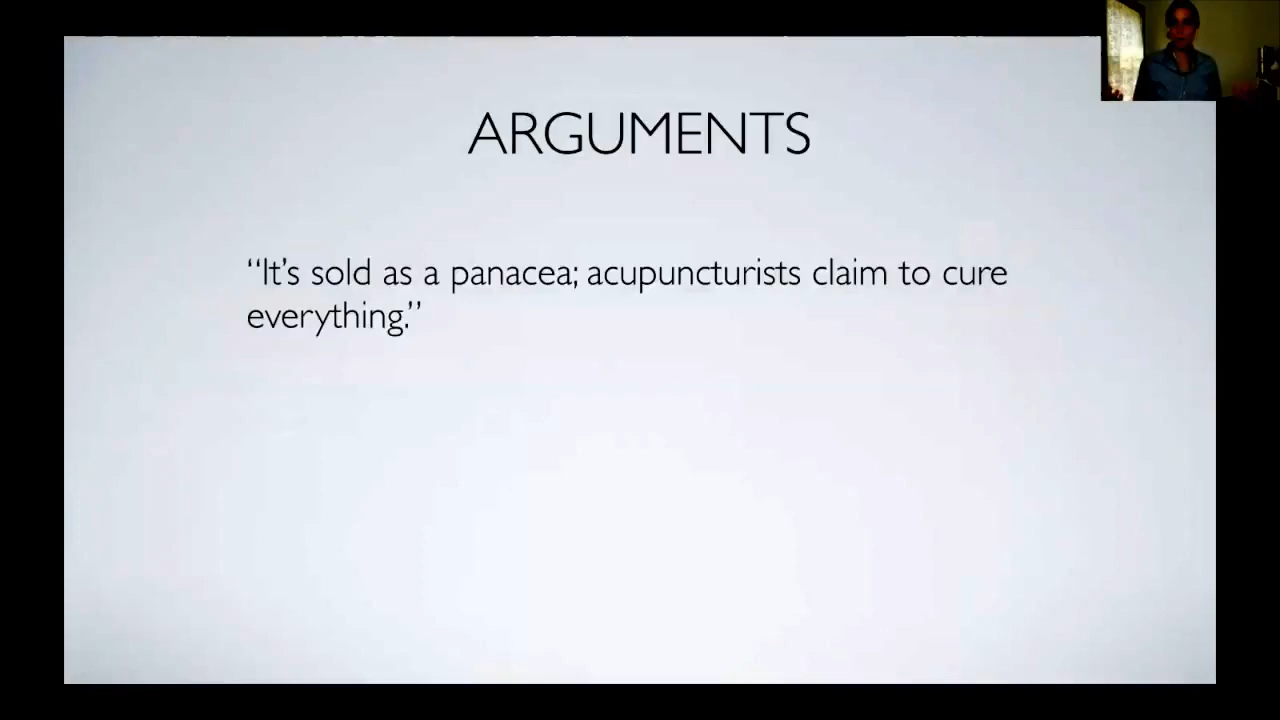 ARGUMENTS
“It’s sold as a panacea; acupuncturists claim to cure
everything.”